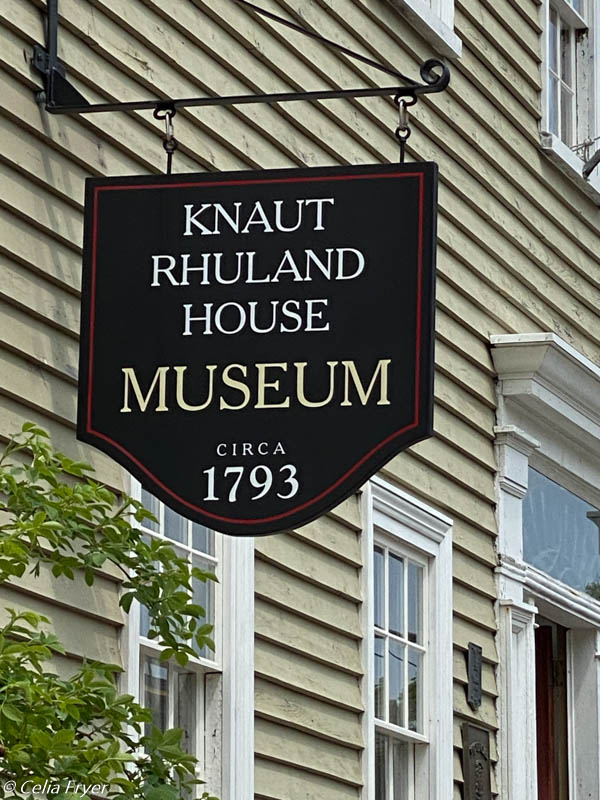 KNAUT
RHULAND
HOUSE
MUSEUM
CIRCA
1793
© Celia Fryer